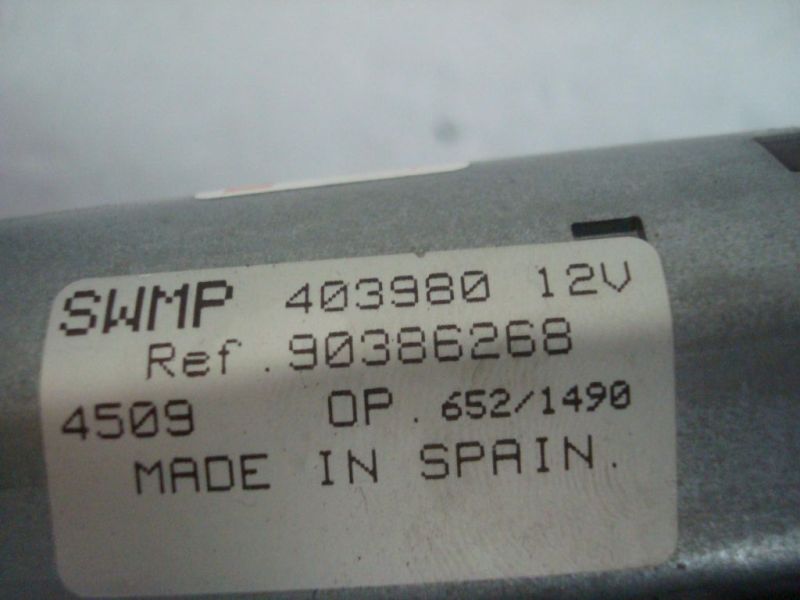 SWMP 403980 12V
Ref.90386268
4509 OP. 652/1490
MADE IN SPAIN.